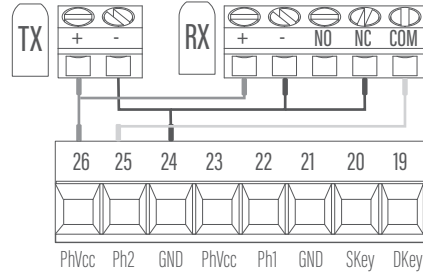 TX + - RX + - NO NC COM
26 25 24 23 22 21 20 19
PhVcc Ph2 GND PhVcc Ph1 GND SKey DKey